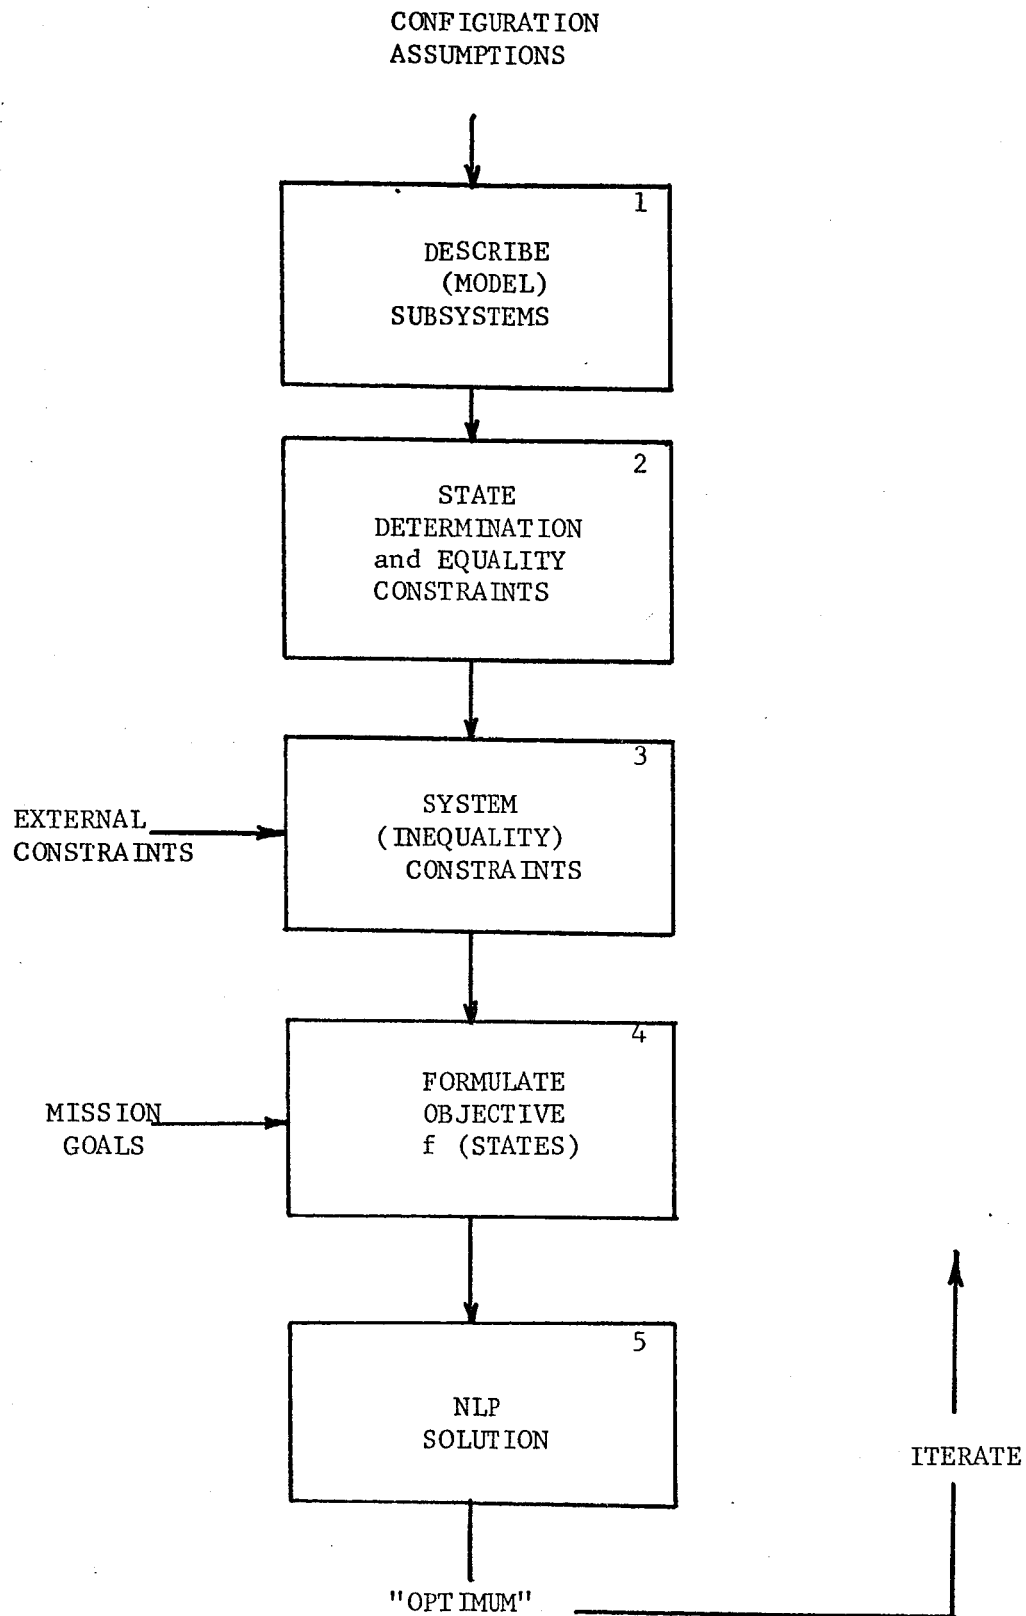 CONFIGURATION
ASSUMPTIONS
1
DESCRIBE
(MODEL)
SUBSYSTEMS
2
STATE
DETERMINATION
and EQUALITY
CONSTRAINTS
3
SYSTEM
(INEQUALITY)
CONSTRAINTS
EXTERNAL
CONSTRAINTS
4
FORMULATE
OBJECTIVE
f (STATES)
MISSION
GOALS
5
NLP
SOLUTION
ITERATE
"OPTIMUM"